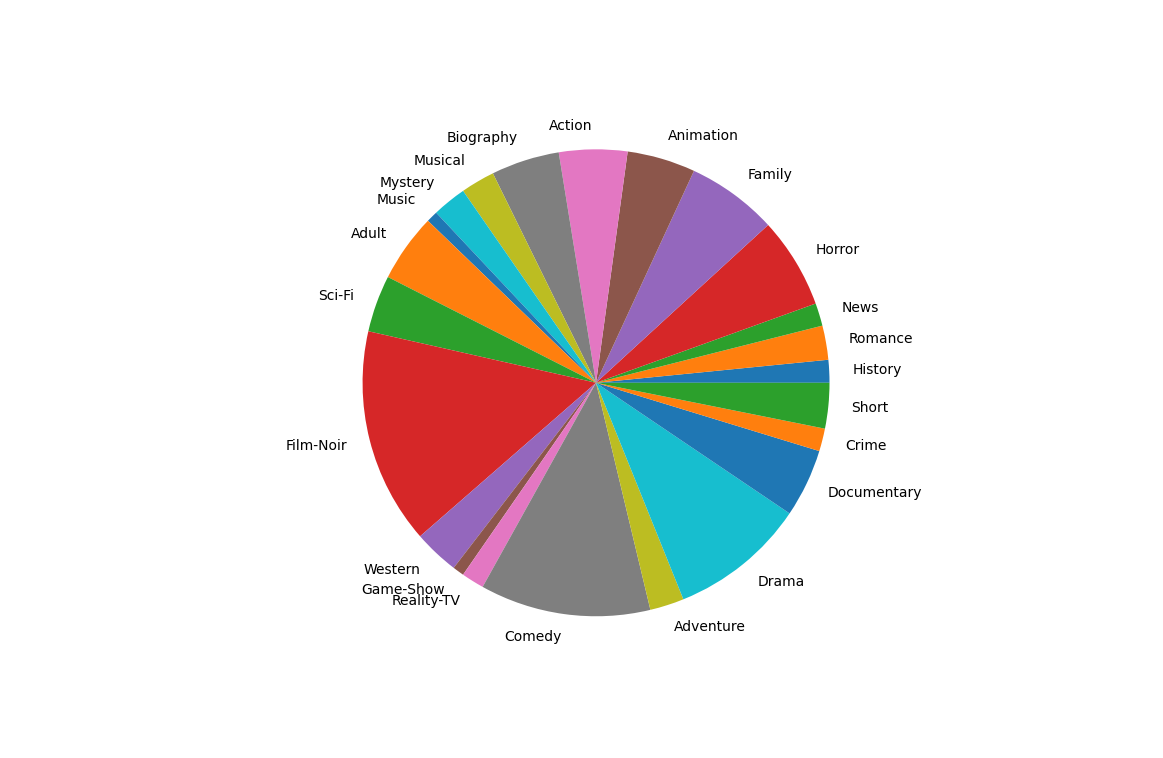 Action
Animation
Biography
Musical
Family
Mystery
Music
Adult
Horror
Sci-Fi
News
Romance
History
Short
Film-Noir
Crime
Documentary
Western
Drama
Game-Show
Reality-TV
Adventure
Comedy